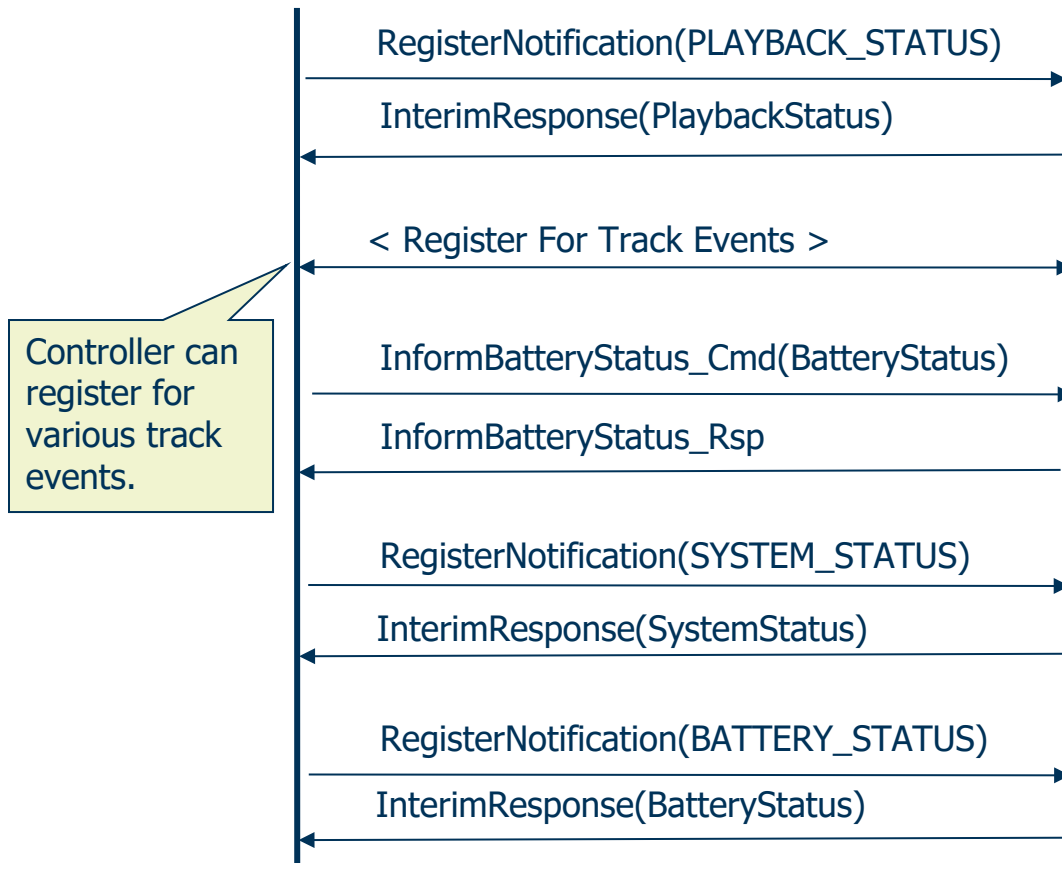 RegisterNotification(PLAYBACK_STATUS)
InterimResponse(PlaybackStatus)
< Register For Track Events >
Controller can
register for
various track
events.
InformBatteryStatus_Cmd(BatteryStatus)
InformBatteryStatus_Rsp
RegisterNotification(SYSTEM_STATUS)
InterimResponse(SystemStatus)
RegisterNotification(BATTERY_STATUS)
InterimResponse(BatteryStatus)